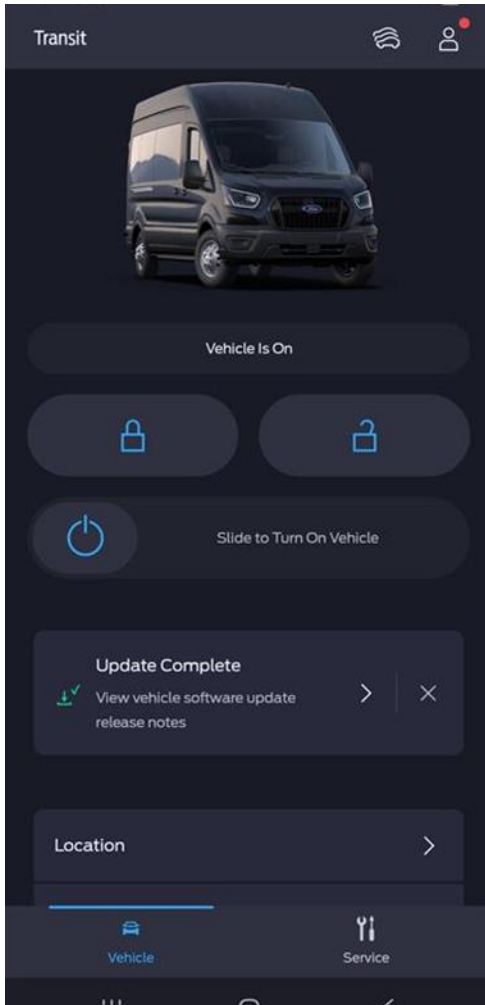 Transit
Vehicle Is On
Slide to Turn On Vehicle
Update Complete
View vehicle software update
release notes
Location
Vehicle
Service